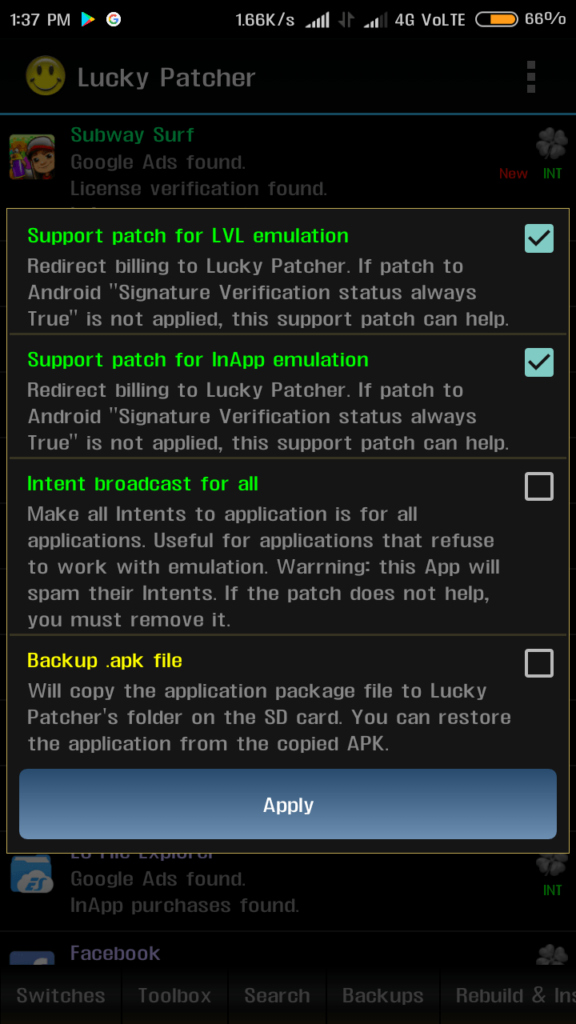 1:37 PM 1.66K/s 4G VoLTE 66%
Lucky Patcher
Subway Surf
Google Ads found.
New INT
License verification found.
Support patch for LVL emulation
Redirect billing to Lucky Patcher. If patch to
Android "Signature Verification status always
True" is not applied, this support patch can help.
Support patch for InApp emulation
Redirect billing to Lucky Patcher. If patch to
Android "Signature Verification status always
True" is not applied, this support patch can help.
Intent broadcast for all
Make all Intents to application is for all
applications. Useful for applications that refuse
to work with emulation. Warrning: this App will
spam their Intents. If the patch does not help,
you must remove it.
Backup .apk file
Will copy the application package file to Lucky
Patcher's folder on the SD card. You can restore
the application from the copied APK.
Apply
ES File Explorer
Google Ads found.
INT
InApp purchases found.
Facebook
Switches Toolbox Search Backups Rebuild & Ins